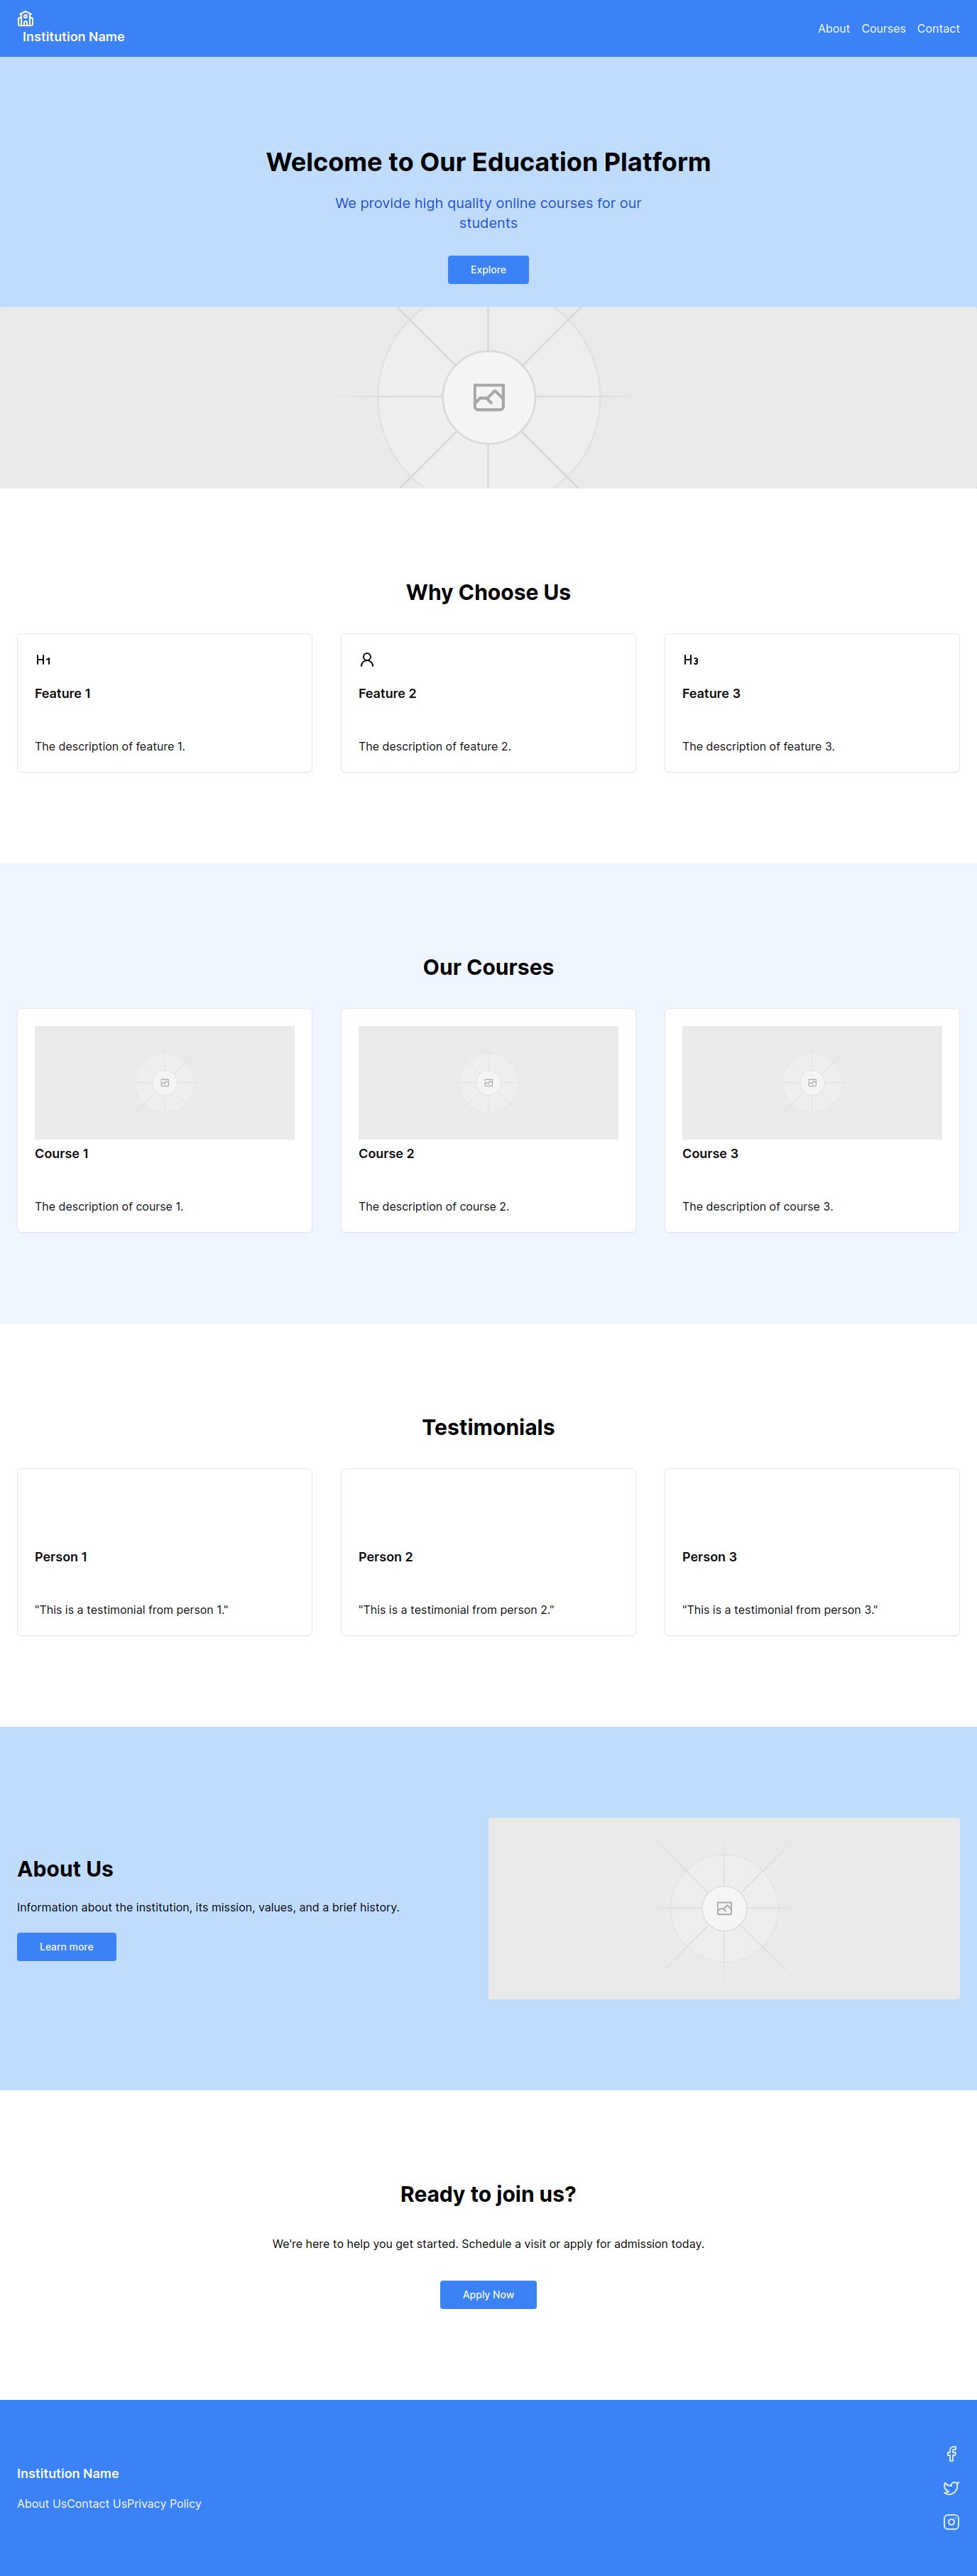 Institution Name
About Courses Contact
Welcome to Our Education Platform
We provide high quality online courses for our
students
Explore
Why Choose Us
H1
Feature 1
The description of feature 1.
Feature 2
The description of feature 2.
H3
Feature 3
The description of feature 3.
Our Courses
Course 1
The description of course 1.
Course 2
The description of course 2.
Course 3
The description of course 3.
Testimonials
Person 1
"This is a testimonial from person 1."
Person 2
"This is a testimonial from person 2."
Person 3
"This is a testimonial from person 3."
About Us
Information about the institution, its mission, values, and a brief history.
Learn more
Ready to join us?
We're here to help you get started. Schedule a visit or apply for admission today.
Apply Now
Institution Name
About UsContact UsPrivacy Policy